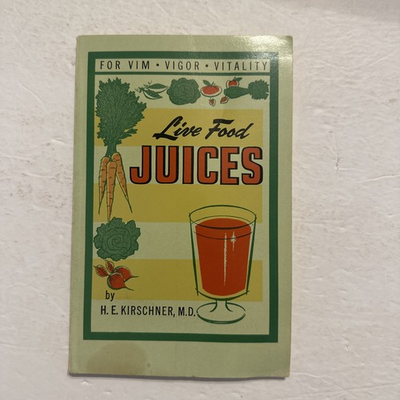 FOR VIM • VIGOR • VITALITY
Live Food
JUICES
by
H. E. KIRSCHNER, M.D.